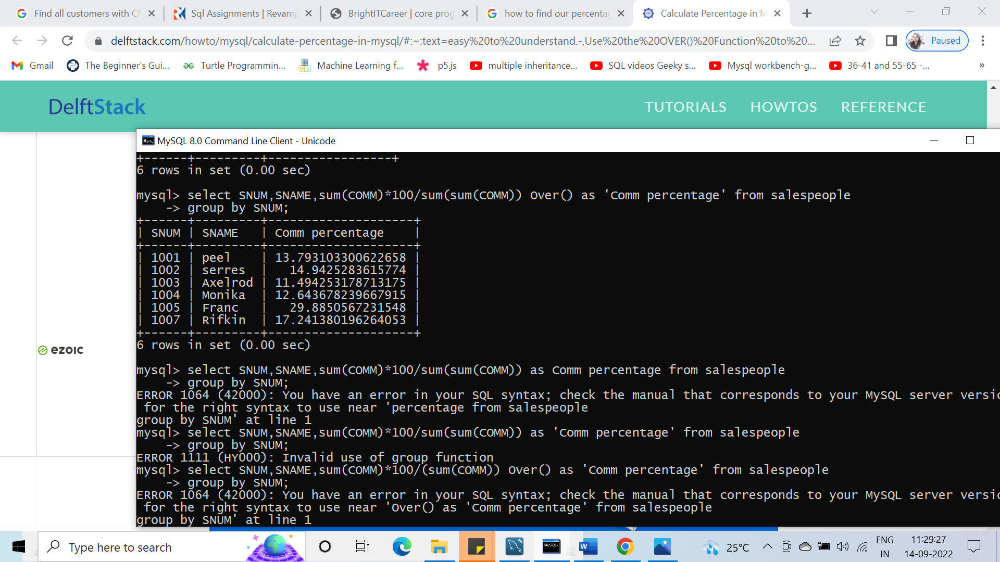 Find all customers with CN
Sql Assignments | Revamp
BrightITCareer | core prog
how to find our percentag
Calculate Percentage in M
delftstack.com/howto/mysql/calculate-percentage-in-mysql/#:~:text=easy%20to%20understand.-,Use%20the%20OVER()%20Function%20to%20...
Paused
Gmail
The Beginner's Gui...
Turtle Programmin...
Machine Learning f...
p5.js
multiple inheritance...
SQL videos Geeky s...
Mysql workbench-g...
36-41 and 55-65 -...
»
DelftStack
TUTORIALS
HOWTOS
REFERENCE
MySQL 8.0 Command Line Client - Unicode
+------+---------+-----------------+
6 rows in set (0.00 sec)
mysql> select SNUM,SNAME,sum(COMM)*100/sum(sum(COMM)) Over() as 'Comm percentage' from salespeople
-> group by SNUM;
+------+---------+--------------------+
| SNUM | SNAME   | Comm percentage    |
+------+---------+--------------------+
| 1001 | peel    | 13.793103300622658 |
| 1002 | serres  |   14.9425283615774 |
| 1003 | Axelrod | 11.494253178713175 |
| 1004 | Monika  | 12.643678239667915 |
| 1005 | Franc   |   29.8850567231548 |
| 1007 | Rifkin  | 17.241380196264053 |
+------+---------+--------------------+
6 rows in set (0.00 sec)
mysql> select SNUM,SNAME,sum(COMM)*100/sum(sum(COMM)) as Comm percentage from salespeople
-> group by SNUM;
ERROR 1064 (42000): You have an error in your SQL syntax; check the manual that corresponds to your MySQL server versio
for the right syntax to use near 'percentage from salespeople
group by SNUM' at line 1
mysql> select SNUM,SNAME,sum(COMM)*100/sum(sum(COMM)) as 'Comm percentage' from salespeople
-> group by SNUM;
ERROR 1111 (HY000): Invalid use of group function
mysql> select SNUM,SNAME,sum(COMM)*100/(sum(COMM)) Over() as 'Comm percentage' from salespeople
-> group by SNUM;
ERROR 1064 (42000): You have an error in your SQL syntax; check the manual that corresponds to your MySQL server versio
for the right syntax to use near 'Over() as 'Comm percentage' from salespeople
group by SNUM' at line 1
ezoic
Type here to search
25°C
ENG
IN
11:29:27
14-09-2022